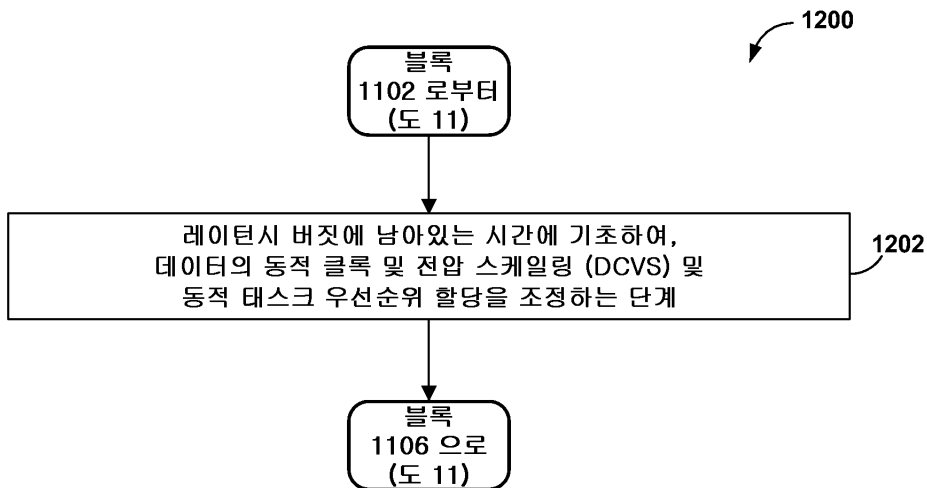 1200
블록
1102 로부터
(도 11)
레이턴시 버짓에 남아있는 시간에 기초하여,
데이터의 동적 클록 및 전압 스케일링 (DCVS) 및
동적 태스크 우선순위 할당을 조정하는 단계
1202
블록
1106 으로
(도 11)